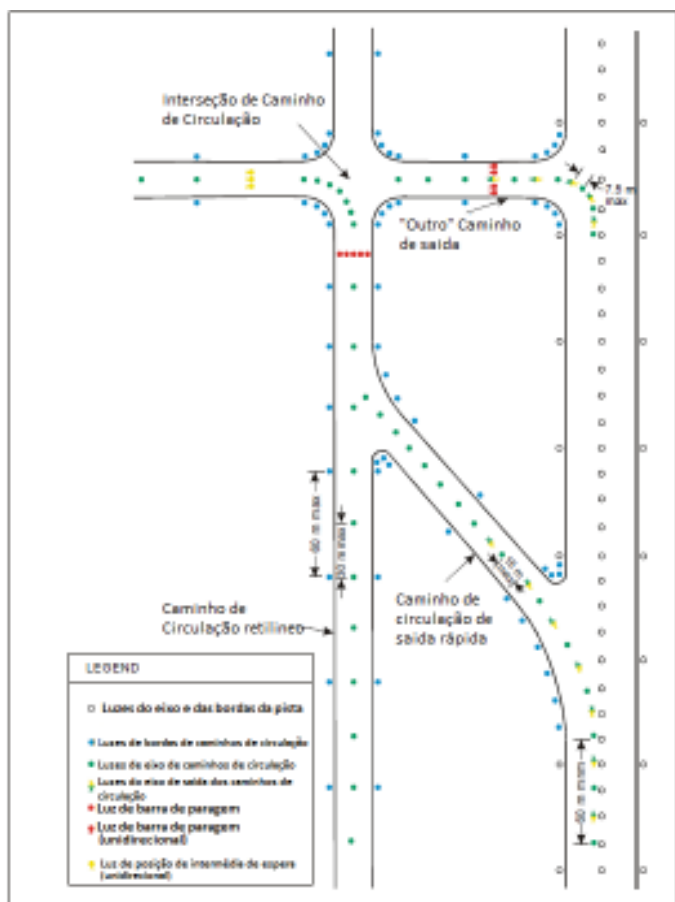 Interseção de Caminho
de Circulação
7.5 m
max
"Outro" Caminho
de saída
60 m max
30 m max
Caminho de
circulação de
saida rápida
Caminho de
Circulação retilíneo
60 m
LEGEND
Luzes do eixo e das bordas da pista
Luzes de bordas de caminhos de circulação
Luzes de eixo de caminhos de circulação
Luzes do eixo de saída dos caminhos de
circulação
Luz de barra de paragem
Luz de barra de paragem
(unidirecional)
Luz de posição de intermédia de espera
(unidirecional)